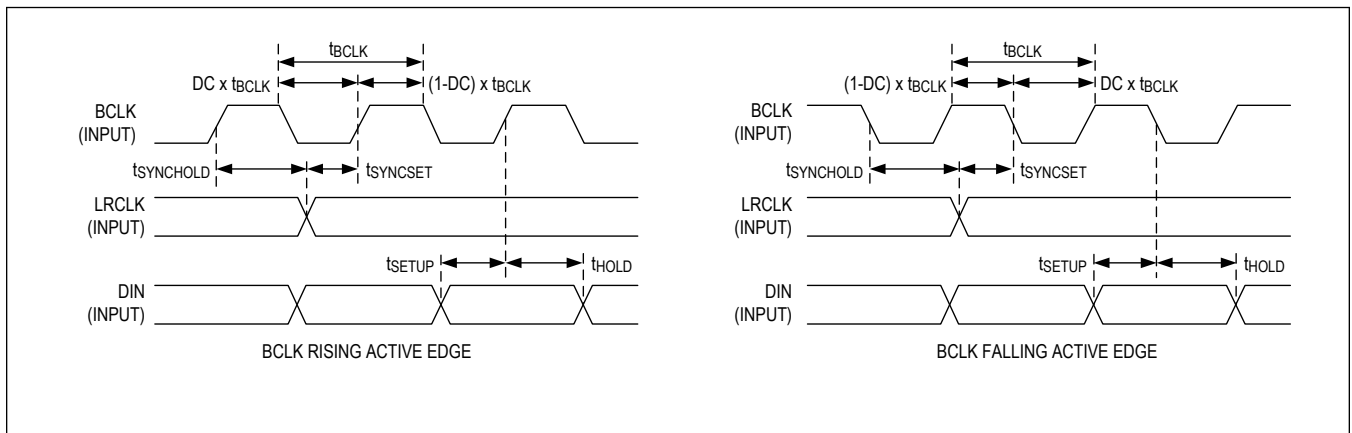 tBCLK
DC x tBCLK
(1-DC) x tBCLK
BCLK
(INPUT)
tSYNCHOLD
tSYNCSET
LRCLK
(INPUT)
tSETUP
tHOLD
DIN
(INPUT)
BCLK RISING ACTIVE EDGE
tBCLK
(1-DC) x tBCLK
DC x tBCLK
BCLK
(INPUT)
tSYNCHOLD
tSYNCSET
LRCLK
(INPUT)
tSETUP
tHOLD
DIN
(INPUT)
BCLK FALLING ACTIVE EDGE